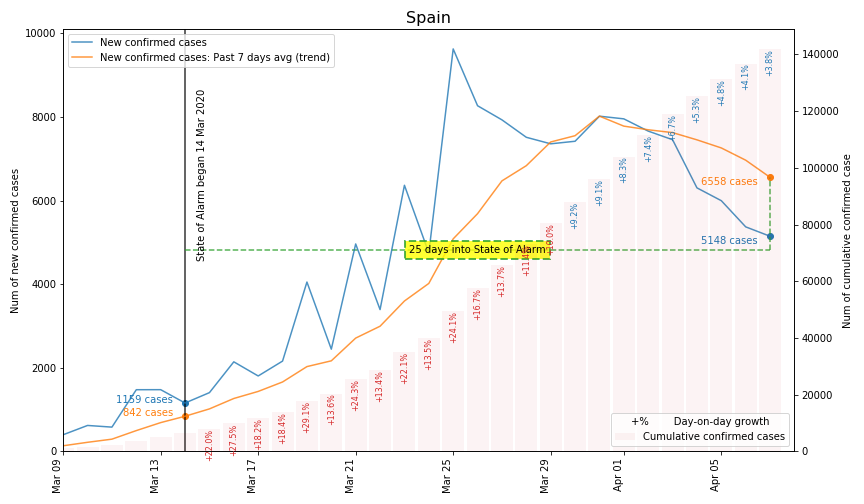 Spain
New confirmed cases
New confirmed cases: Past 7 days avg (trend)
10000
8000
6000
4000
2000
0
Num of new confirmed cases
140000
120000
100000
80000
60000
40000
20000
0
Num of cumulative confirmed case
State of Alarm began 14 Mar 2020
25 days into State of Alarm
1159 cases
842 cases
6558 cases
5148 cases
+22.0%
+27.5%
+18.2%
+18.4%
+29.1%
+13.6%
+24.3%
+13.4%
+22.1%
+13.5%
+24.1%
+16.7%
+13.7%
+9.2%
+9.1%
+8.3%
+7.4%
+6.7%
+5.3%
+4.8%
+4.1%
+3.8%
+% Day-on-day growth
Cumulative confirmed cases
Mar 09
Mar 13
Mar 17
Mar 21
Mar 25
Mar 29
Apr 01
Apr 05